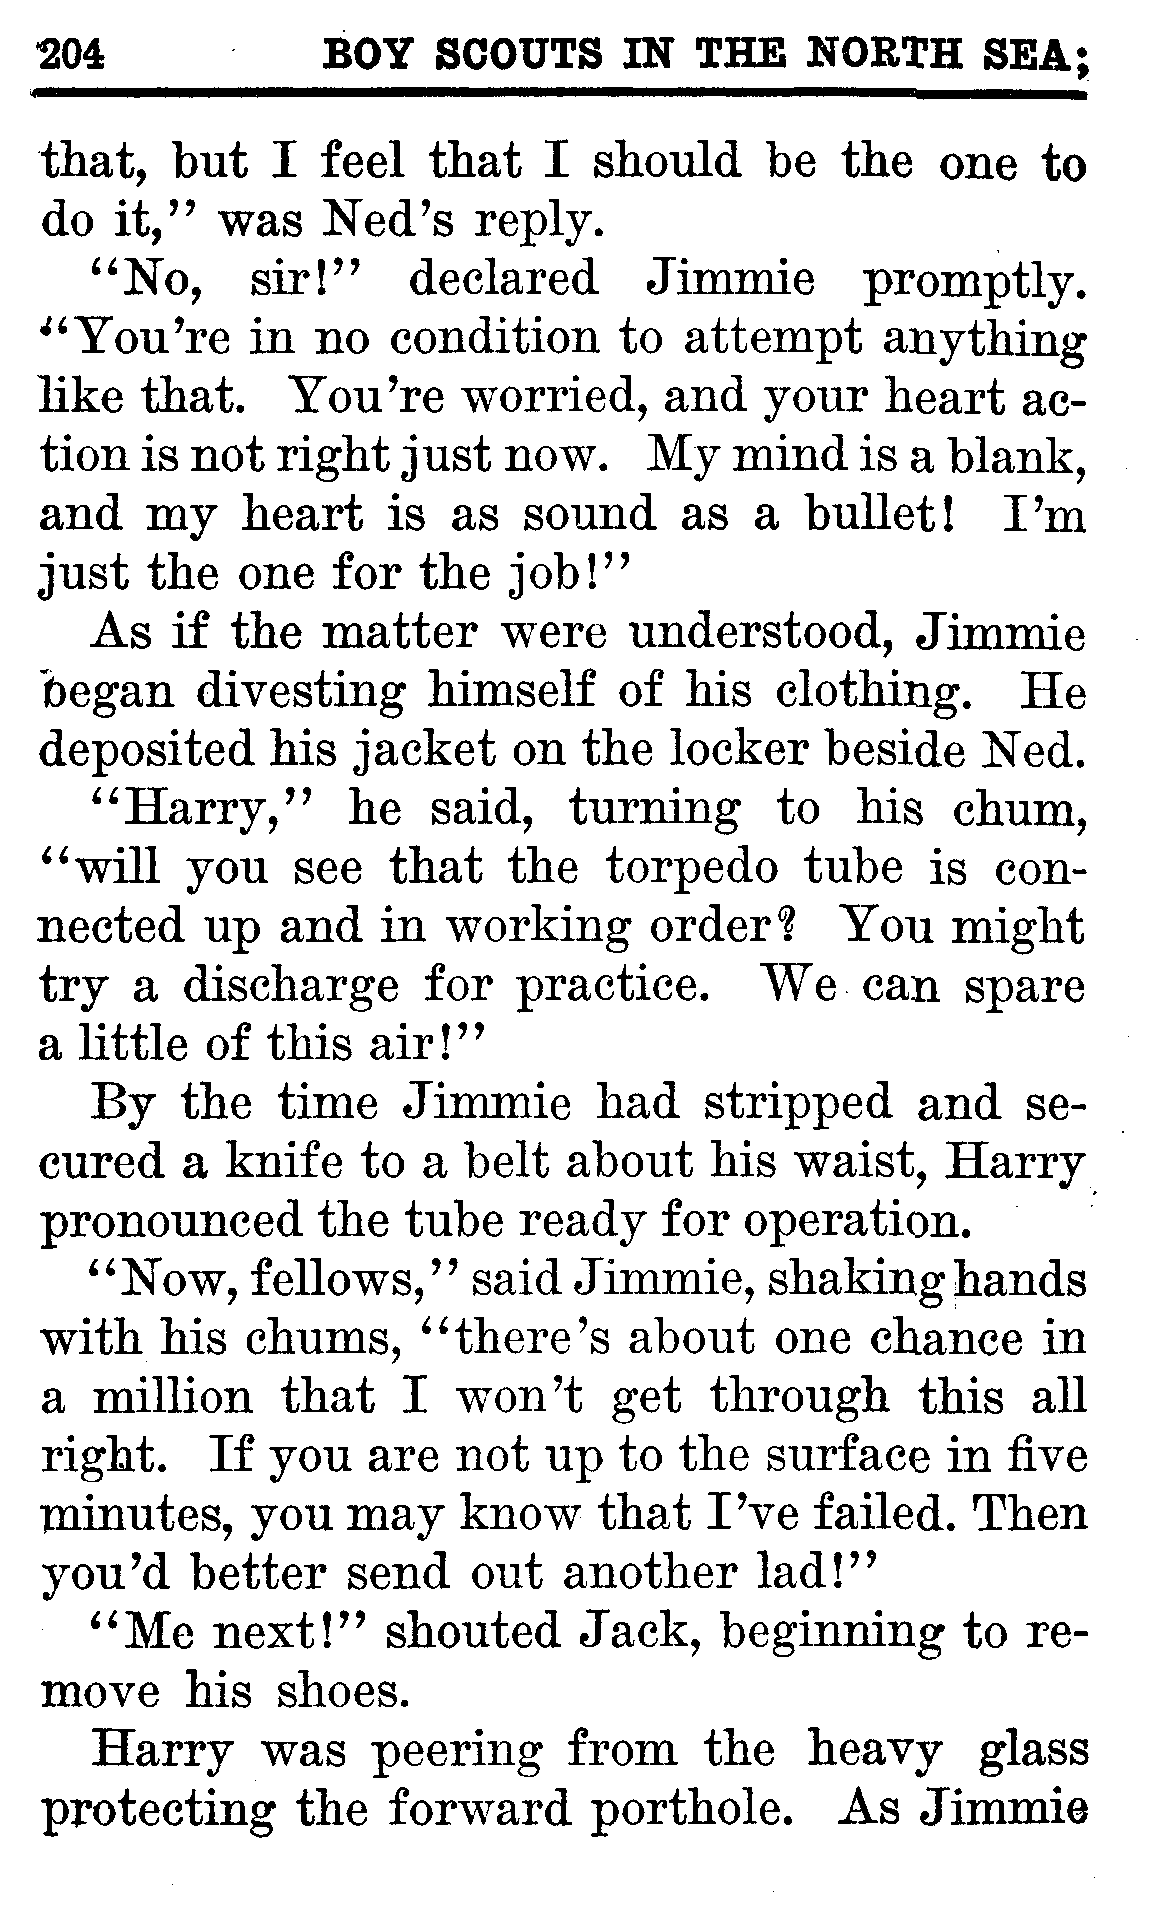 204 BOY SCOUTS IN THE NORTH SEA;
that, but I feel that I should be the one to
do it,'' was Ned's reply.
``No, sir!'' declared Jimmie promptly.
``You're in no condition to attempt anything
like that. You're worried, and your heart ac-
tion is not right just now. My mind is a blank,
and my heart is as sound as a bullet! I'm
just the one for the job!''
As if the matter were understood, Jimmie
began divesting himself of his clothing. He
deposited his jacket on the locker beside Ned.
``Harry,'' he said, turning to his chum,
``will you see that the torpedo tube is con-
nected up and in working order? You might
try a discharge for practice. We can spare
a little of this air!''
By the time Jimmie had stripped and se-
cured a knife to a belt about his waist, Harry
pronounced the tube ready for operation.
``Now, fellows,'' said Jimmie, shaking hands
with his chums, ``there's about one chance in
a million that I won't get through this all
right. If you are not up to the surface in five
minutes, you may know that I've failed. Then
you'd better send out another lad!''
``Me next!'' shouted Jack, beginning to re-
move his shoes.
Harry was peering from the heavy glass
protecting the forward porthole. As Jimmie